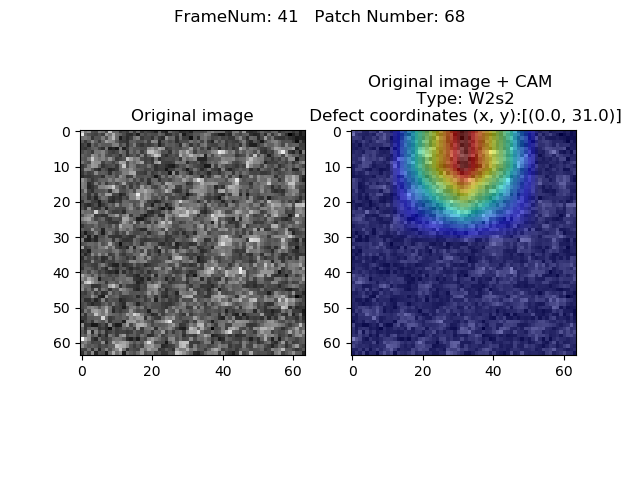 FrameNum: 41   Patch Number: 68
Original image
Original image + CAM
Type: W2s2
Defect coordinates (x, y):[(0.0, 31.0)]
0
10
20
30
40
50
60
0 20 40 60
0
10
20
30
40
50
60
0 20 40 60